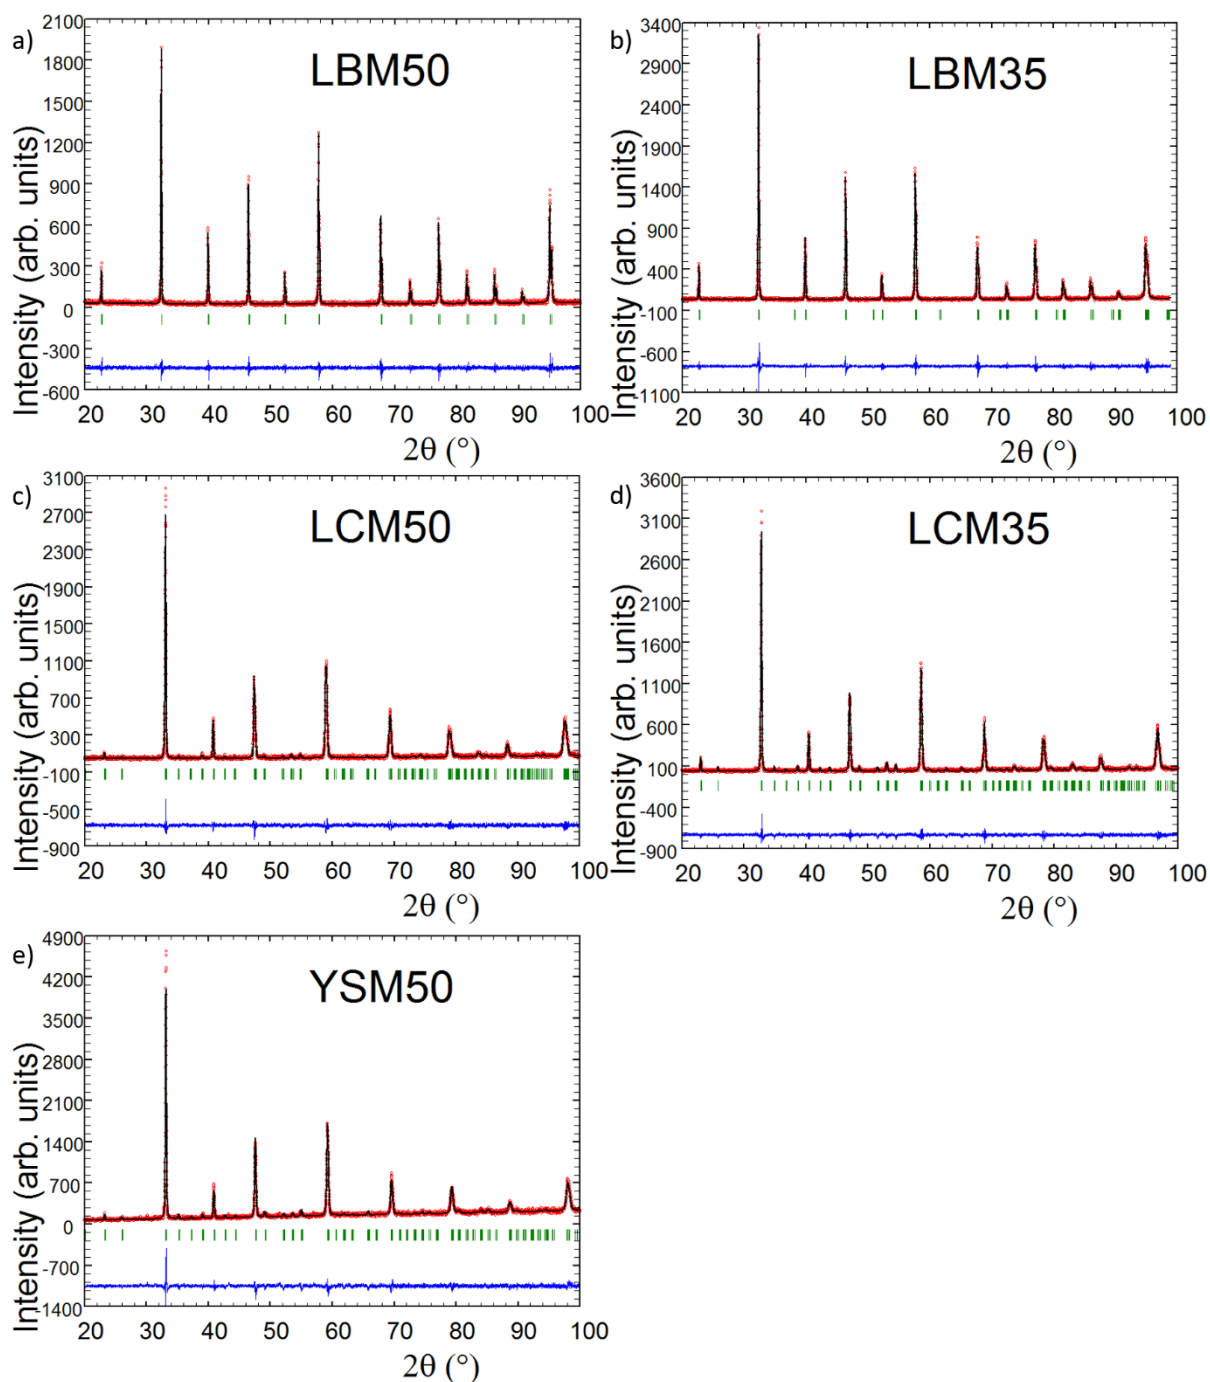 a)
LBM50
Intensity (arb. units)
2100
1800
1500
1200
900
600
300
0
-300
-600
20 30 40 50 60 70 80 90 100
2θ (°)
b)
LBM35
Intensity (arb. units)
3400
2900
2400
1900
1400
900
400
-100
-600
-1100
20 30 40 50 60 70 80 90 100
2θ (°)
c)
LCM50
Intensity (arb. units)
3100
2700
2300
1900
1500
1100
700
300
-100
-500
-900
20 30 40 50 60 70 80 90 100
2θ (°)
d)
LCM35
Intensity (arb. units)
3600
3100
2600
2100
1600
1100
600
100
-400
-900
20 30 40 50 60 70 80 90 100
2θ (°)
e)
YSM50
Intensity (arb. units)
4900
4200
3500
2800
2100
1400
700
0
-700
-1400
20 30 40 50 60 70 80 90 100
2θ (°)